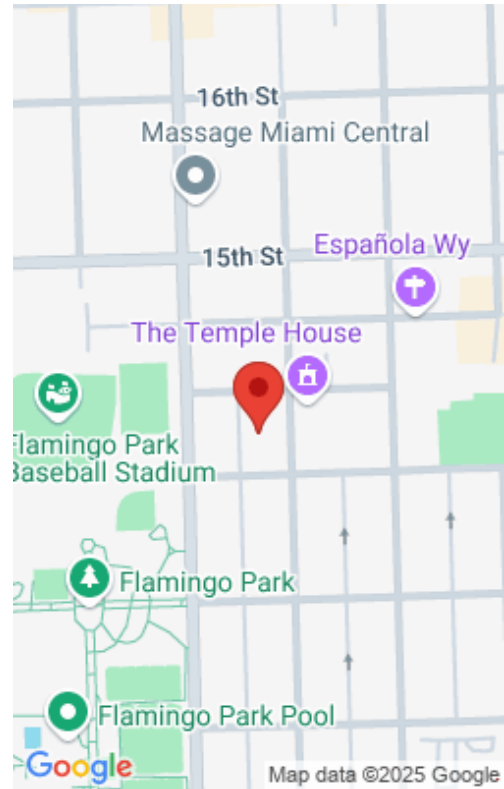 16th St
Massage Miami Central
15th St
Española Wy
The Temple House
Flamingo Park
Baseball Stadium
Flamingo Park
Flamingo Park Pool
Google
Map data ©2025 Google